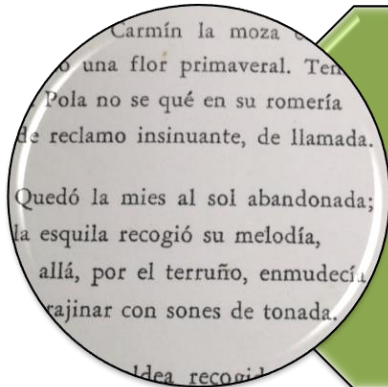 Carmín la moza
una flor primaveral.
Pola no se qué en su romería
de reclamo insinuante, de llamada.
Quedó la mies al sol abandonada;
la esquila recogió su melodía,
allá, por el terruño, enmudecía
con sones de tonada.